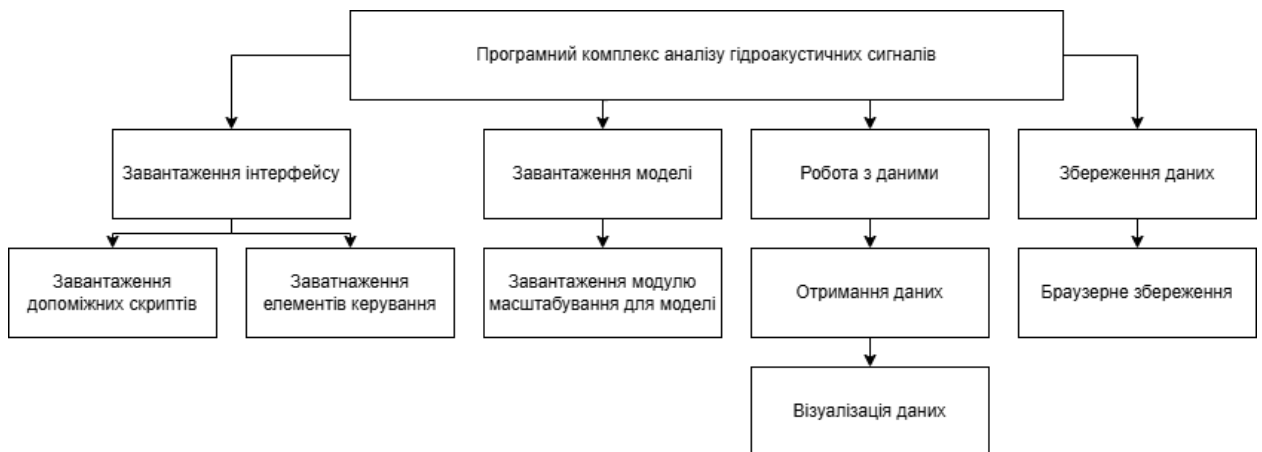 Програмний комплекс аналізу гідроакустичних сигналів
Завантаження інтерфейсу
Завантаження моделі
Робота з даними
Збереження даних
Завантаження
допоміжних скриптів
Заватнаження
елементів керування
Завантаження модулю
масштабування для моделі
Отримання даних
Браузерне збереження
Візуалізація даних